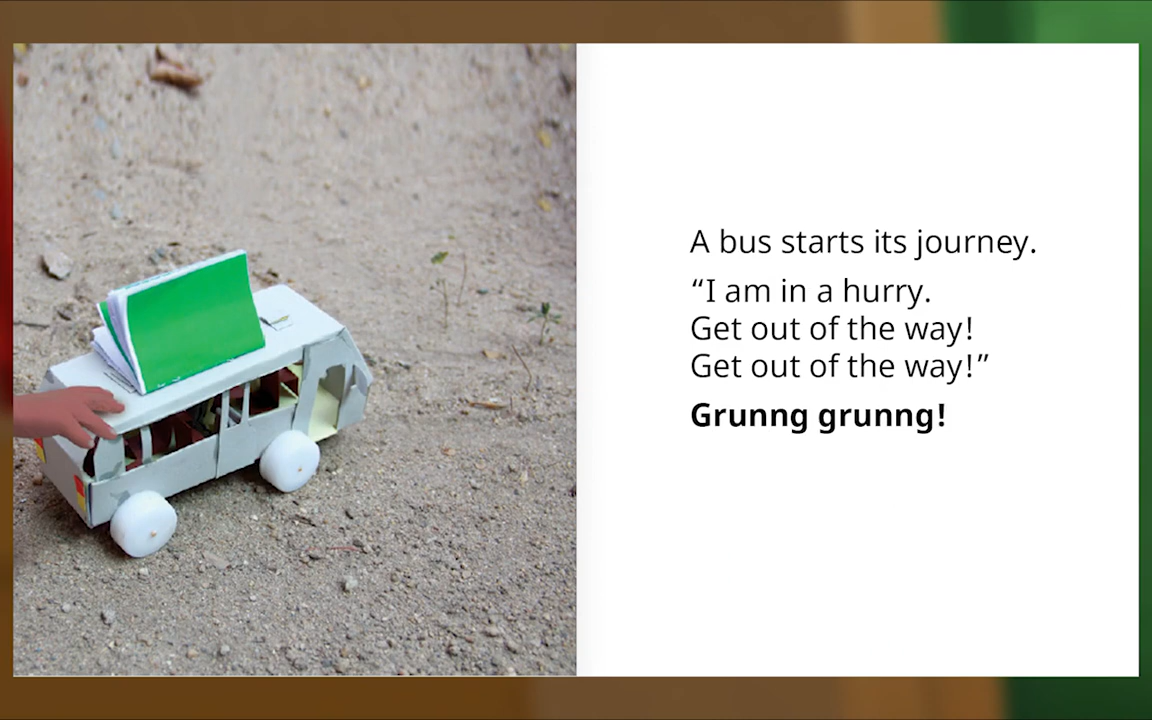 A bus starts its journey.
“I am in a hurry.
Get out of the way!
Get out of the way!”
Grunng grunng!